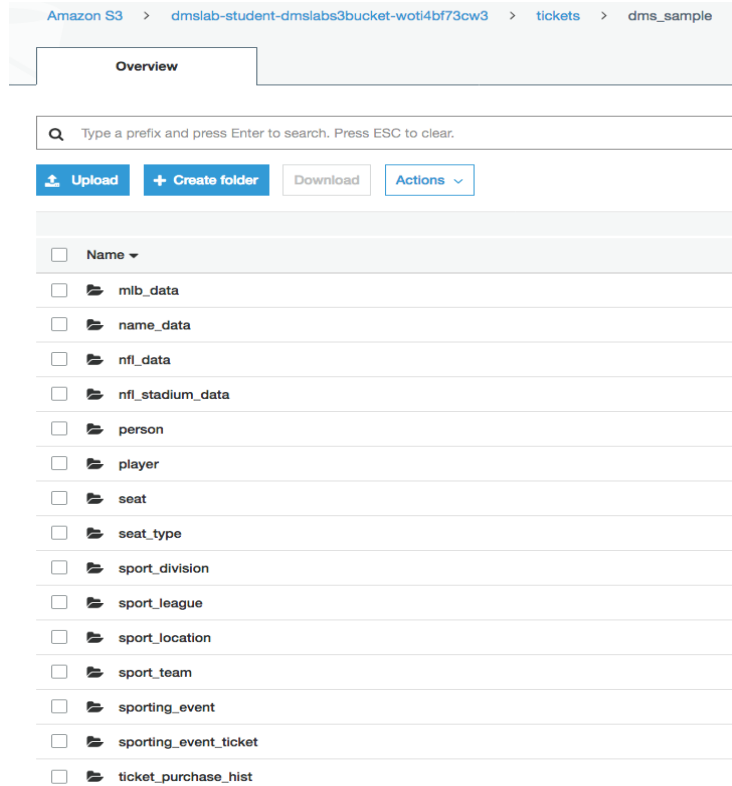 Amazon S3 > dmslab-student-dmslabs3bucket-woti4bf73cw3 > tickets > dms_sample
Overview
Type a prefix and press Enter to search. Press ESC to clear.
Upload + Create folder Download Actions
Name
mlb_data
name_data
nfl_data
nfl_stadium_data
person
player
seat
seat_type
sport_division
sport_league
sport_location
sport_team
sporting_event
sporting_event_ticket
ticket_purchase_hist